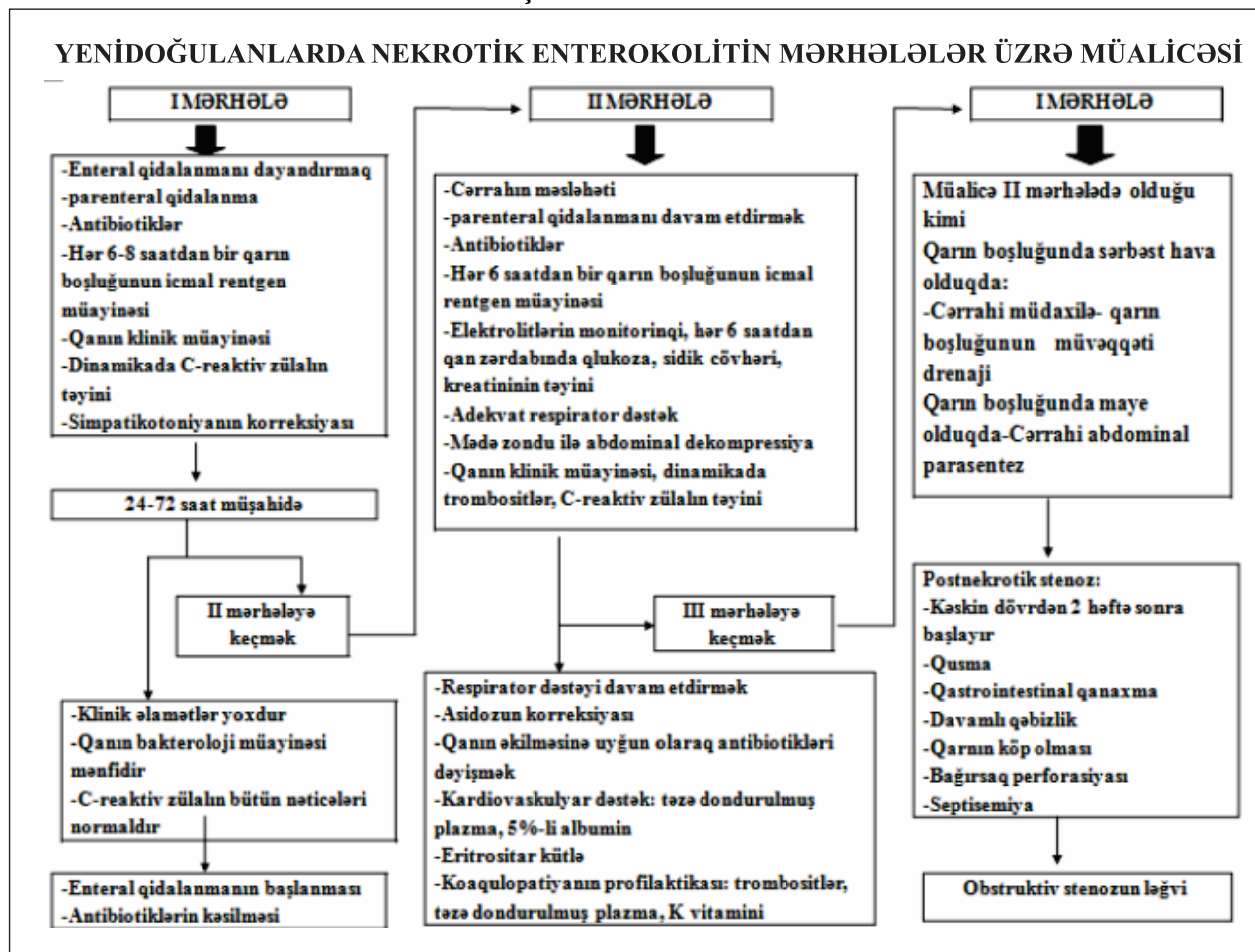 YENİDOĞULANLARDA NEKROTİK ENTEROKOLİTİN MƏRHƏLƏLƏR ÜZRƏ MÜALİCƏSİ
I MƏRHƏLƏ
-Enteral qidalanmanı dayandırmaq
-parenteral qidalanma
-Antibiotiklər
-Hər 6-8 saatdan bir qarın
boşluğunun icmal rentgen
müayinəsi
-Qanın klinik müayinəsi
-Dinamikada C-reaktiv zülalın
təyini
-Simpatikotoniyanın korreksiyası
24-72 saat müşahidə
II mərhələyə
keçmək
-Klinik əlamətlər yoxdur
-Qanın bakteroloji müayinəsi
mənfidir
-C-reaktiv zülalın bütün nəticələri
normaldır
-Enteral qidalanmanın başlanması
-Antibiotiklərin kəsilməsi
II MƏRHƏLƏ
-Cərrahın məsləhəti
-parenteral qidalanmanı davam etdirmək
-Antibiotiklər
-Hər 6 saatdan bir qarın boşluğunun icmal
rentgen müayinəsi
-Elektrolitlərin monitorinqi, hər 6 saatdan
qan zərdabında qlukoza, sidik cövhəri,
kreatininin təyini
-Adekvat respirator dəstək
-Mədə zondu ilə abdominal dekompressiya
-Qanın klinik müayinəsi, dinamikada
trombositlər, C-reaktiv zülalın təyini
III mərhələyə
keçmək
-Respirator dəstəyi davam etdirmək
-Asidozun korreksiyası
-Qanın əkilməsinə uyğun olaraq antibiotikləri
dəyişmək
-Kardiovaskulyar dəstək: təzə dondurulmuş
plazma, 5%-li albumin
-Eritrositar kütlə
-Koaqulopatiyanın profilaktikası: trombositlər,
təzə dondurulmuş plazma, K vitamini
I MƏRHƏLƏ
Müalicə II mərhələdə olduğu
kimi
Qarın boşluğunda sərbəst hava
olduqda:
-Cərrahi müdaxilə- qarın
boşluğunun müvəqqəti
drenaji
Qarın boşluğunda maye
olduqda-Cərrahi abdominal
parasentez
Postnekrotik stenoz:
-Kəskin dövrdən 2 həftə sonra
başlayır
-Qusma
-Qastrointestinal qanaxma
-Davamlı qəbizlik
-Qarnın köp olması
-Bağırsaq perforasiyası
-Septisemiya
Obstruktiv stenozun ləğvi